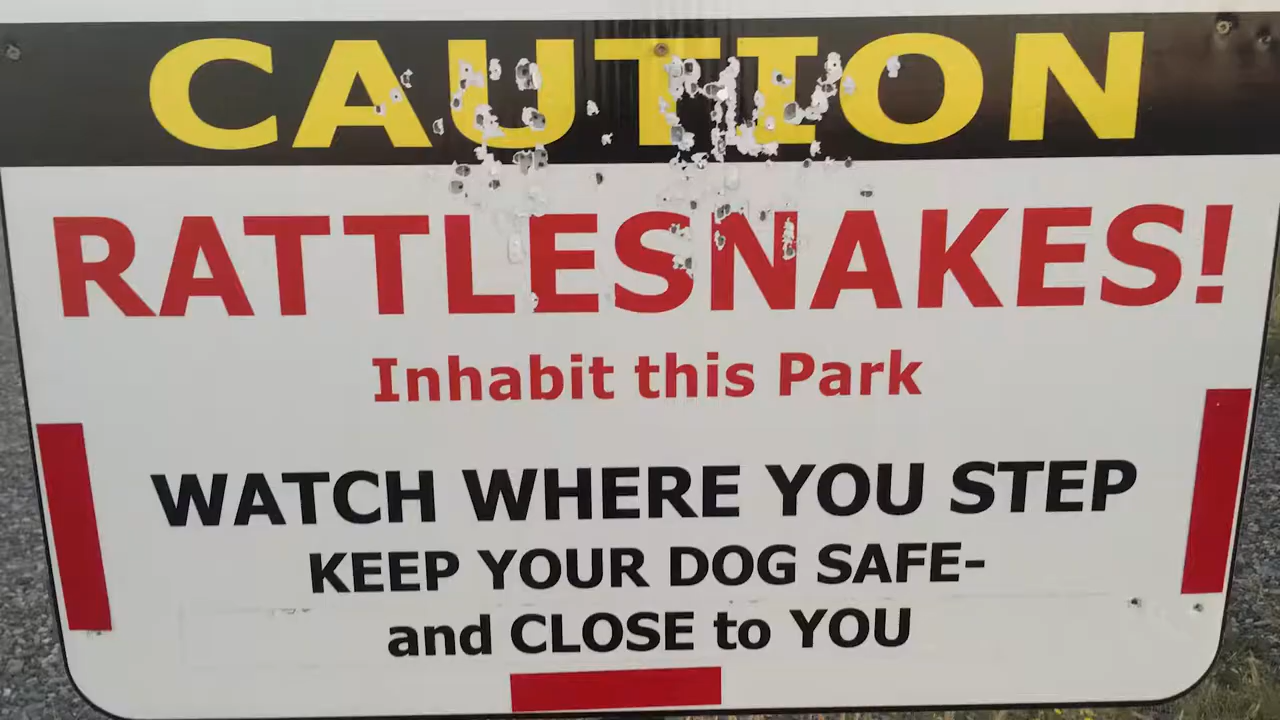 CAUTION
RATTLESNAKES!
Inhabit this Park
WATCH WHERE YOU STEP
KEEP YOUR DOG SAFE-
and CLOSE to YOU